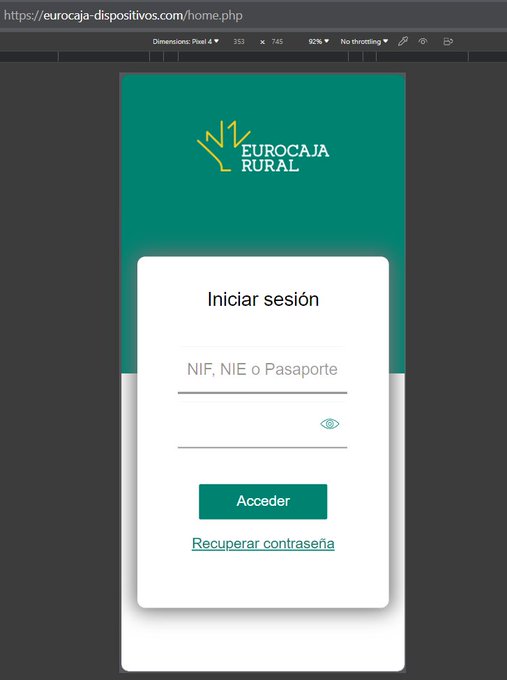 https://eurocaja-dispositivos.com/home.php
Dimensions: Pixel 4 ▼ 353 × 745 92% ▼ No throttling ▼
EUROCAJA
RURAL
Iniciar sesión
NIF, NIE o Pasaporte
Acceder
Recuperar contraseña